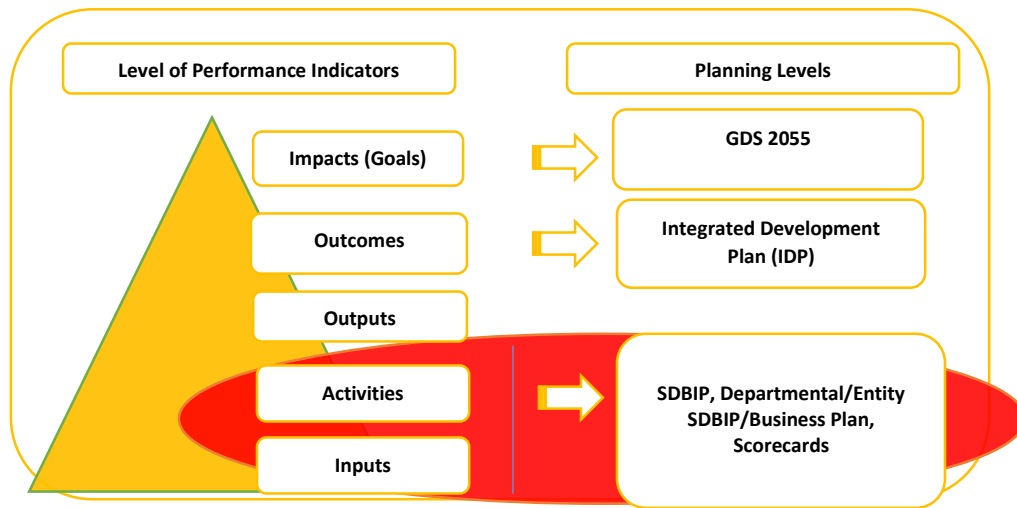 Level of Performance Indicators
Planning Levels
Impacts (Goals)
GDS 2055
Outcomes
Integrated Development
Plan (IDP)
Outputs
Activities
SDBIP, Departmental/Entity
SDBIP/Business Plan,
Scorecards
Inputs